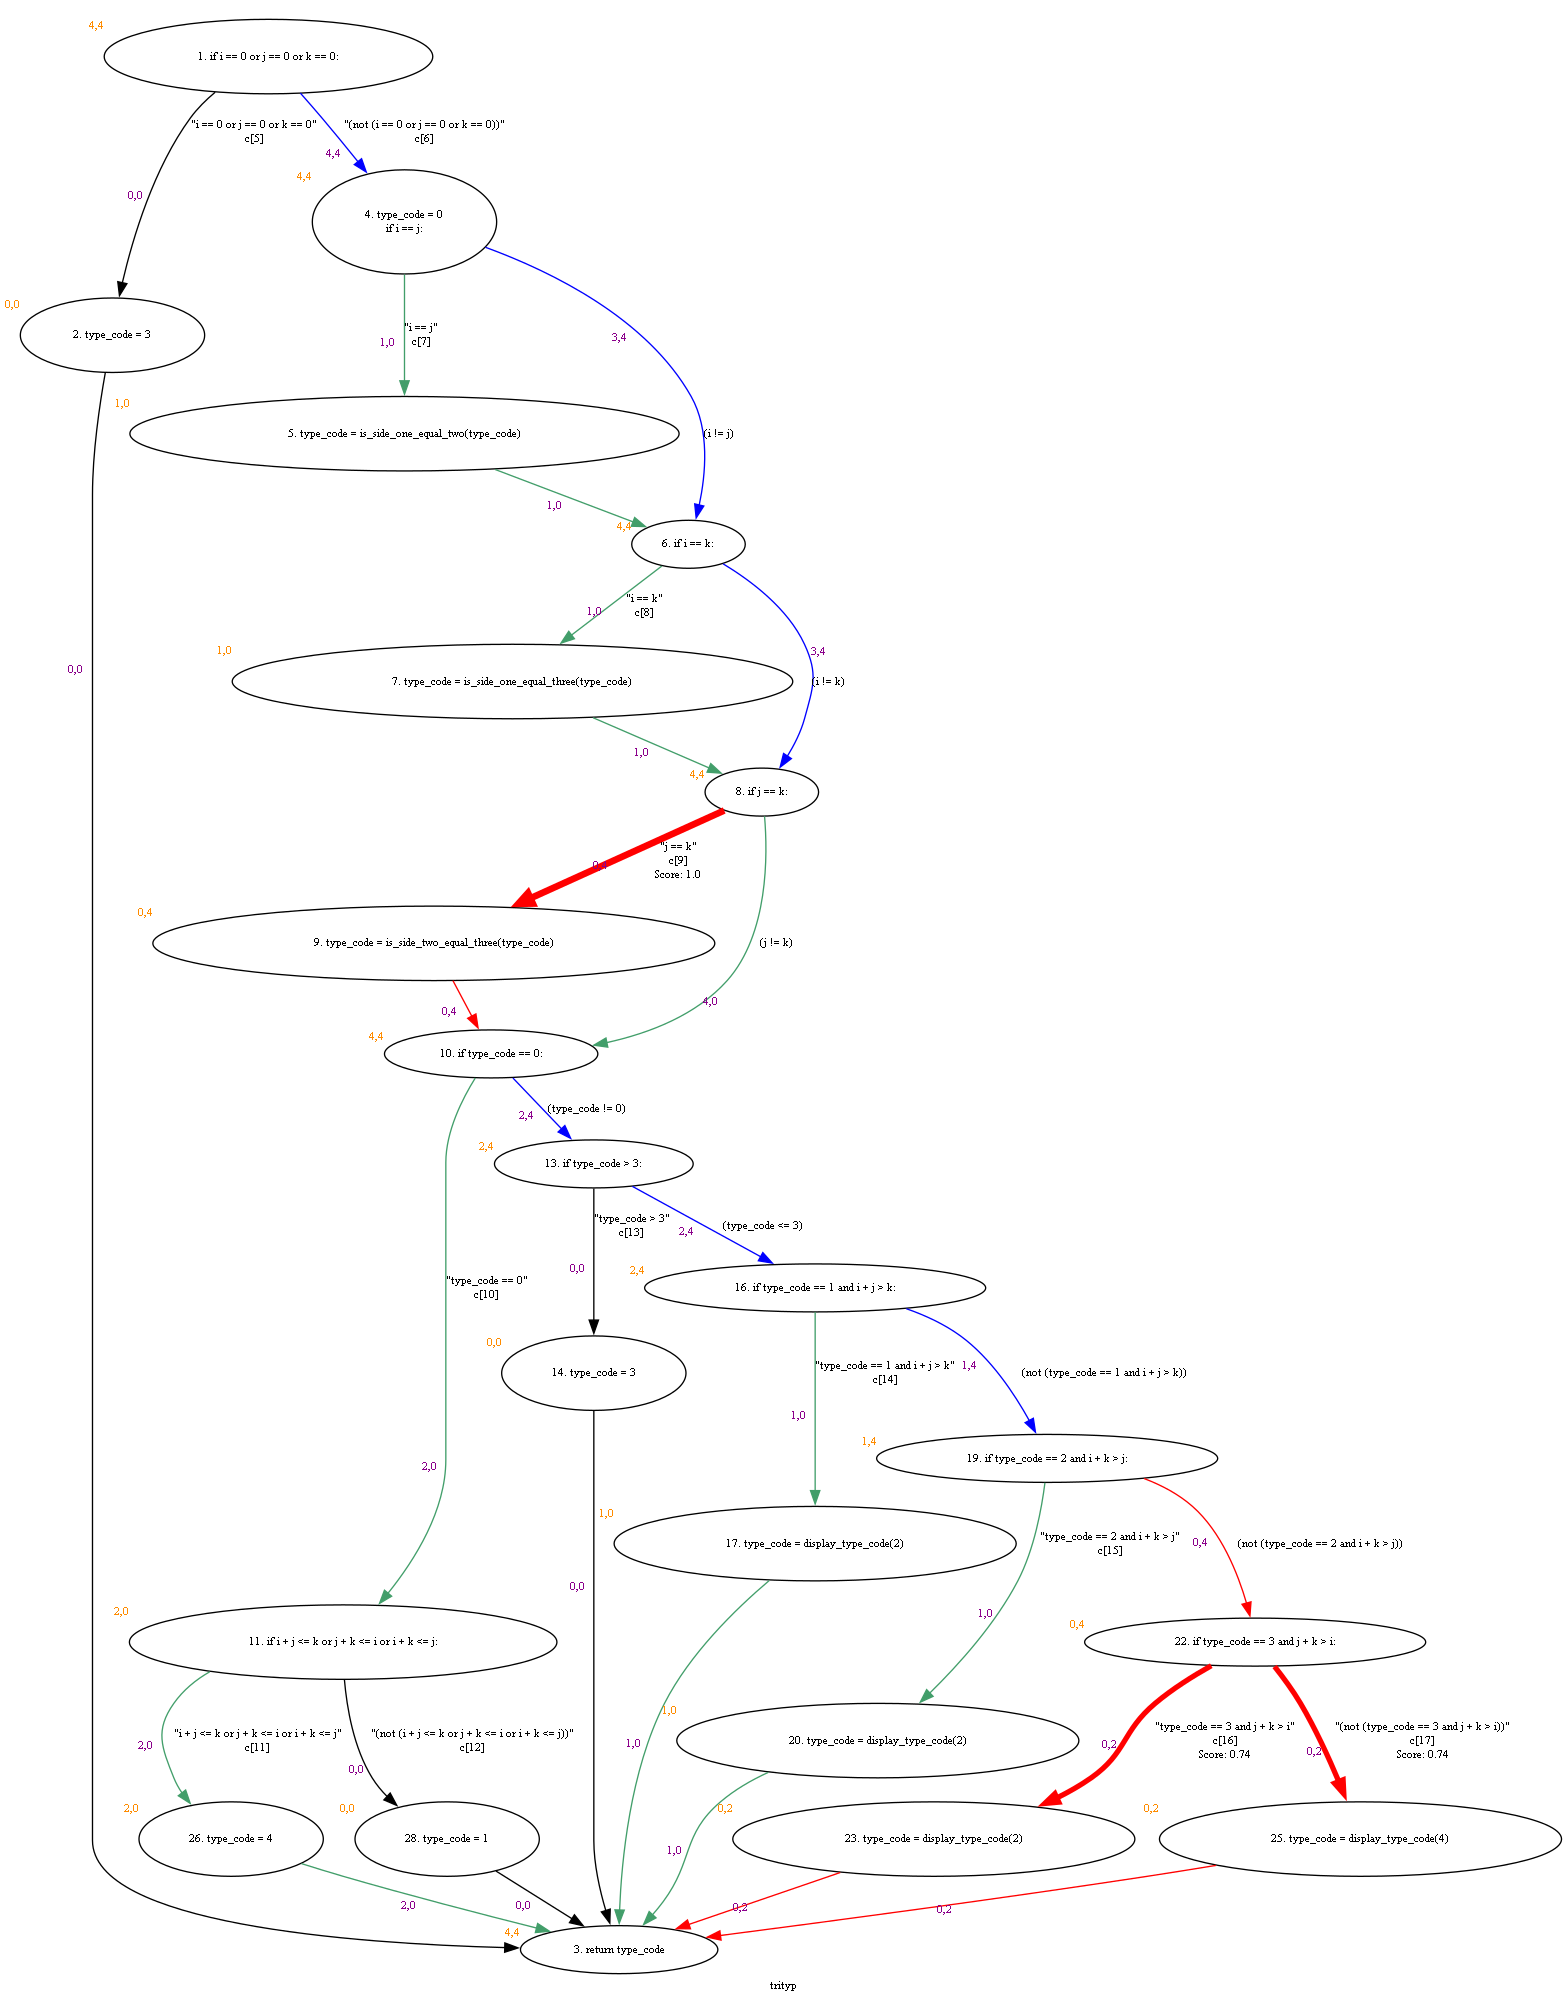 4,4
1. if i == 0 or j == 0 or k == 0:
"i == 0 or j == 0 or k == 0"
c[5]
"(not (i == 0 or j == 0 or k == 0))"
c[6]
4,4
4,4
0,0
4. type_code = 0
if i == j:
0,0
2. type_code = 3
"i == j"
c[7]
1,0
3,4
1,0
5. type_code = is_side_one_equal_two(type_code)
(i != j)
1,0
4,4
6. if i == k:
"i == k"
c[8]
1,0
0,0
1,0
7. type_code = is_side_one_equal_three(type_code)
3,4
(i != k)
1,0
4,4
8. if j == k:
"j == k"
c[9]
Score: 1.0
0,4
0,4
9. type_code = is_side_two_equal_three(type_code)
(j != k)
0,4
4,0
4,4
10. if type_code == 0:
2,4
(type_code != 0)
2,4
13. if type_code > 3:
"type_code > 3"
c[13]
2,4
(type_code <= 3)
0,0
2,4
16. if type_code == 1 and i + j > k:
"type_code == 0"
c[10]
0,0
14. type_code = 3
"type_code == 1 and i + j > k"
c[14]
1,4
(not (type_code == 1 and i + j > k))
1,0
1,4
19. if type_code == 2 and i + k > j:
2,0
1,0
17. type_code = display_type_code(2)
"type_code == 2 and i + k > j"
c[15]
0,4
(not (type_code == 2 and i + k > j))
0,0
1,0
2,0
11. if i + j <= k or j + k <= i or i + k <= j:
0,4
22. if type_code == 3 and j + k > i:
"i + j <= k or j + k <= i or i + k <= j"
c[11]
2,0
"(not (i + j <= k or j + k <= i or i + k <= j))"
c[12]
0,0
1,0
1,0
20. type_code = display_type_code(2)
"type_code == 3 and j + k > i"
c[16]
Score: 0.74
0,2
"(not (type_code == 3 and j + k > i))"
c[17]
Score: 0.74
0,2
2,0
26. type_code = 4
0,0
28. type_code = 1
1,0
0,2
23. type_code = display_type_code(2)
0,2
25. type_code = display_type_code(4)
2,0
0,0
0,2
0,2
4,4
3. return type_code
trityp